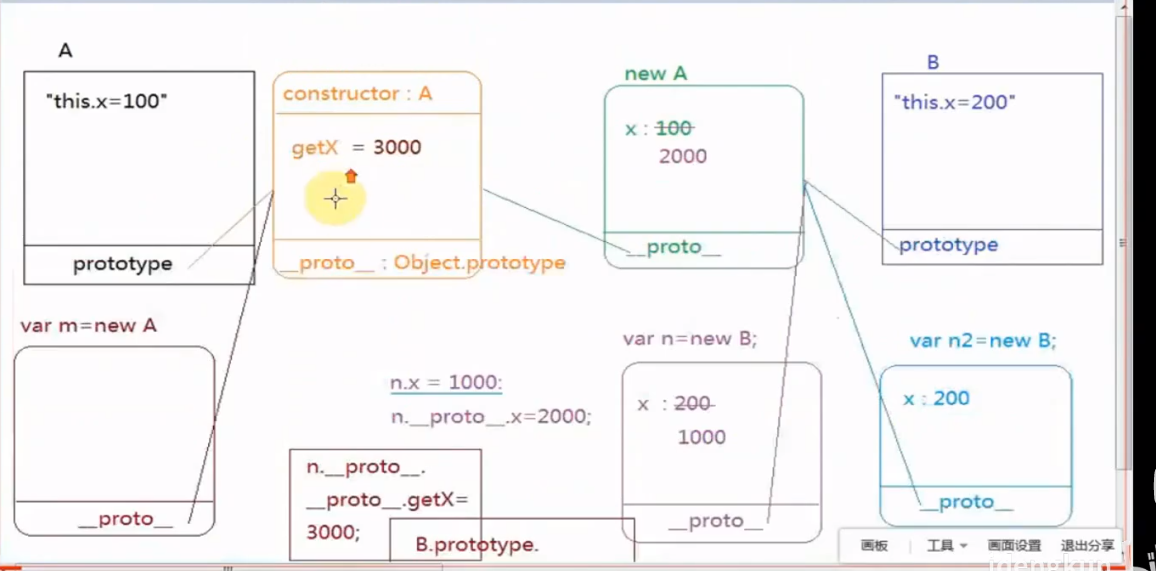 A
"this.x=100"
prototype
constructor : A
getX = 3000
__proto__ : Object.prototype
new A
x : 100
2000
__proto__
B
"this.x=200"
prototype
var m=new A
__proto__
n.x = 1000:
n.__proto__.x=2000;
n.__proto__.
__proto__.getX=
3000;
B.prototype.
var n=new B;
x : 200
1000
__proto__
var n2=new B;
x : 200
__proto__
画板
工具
画面设置
退出分享